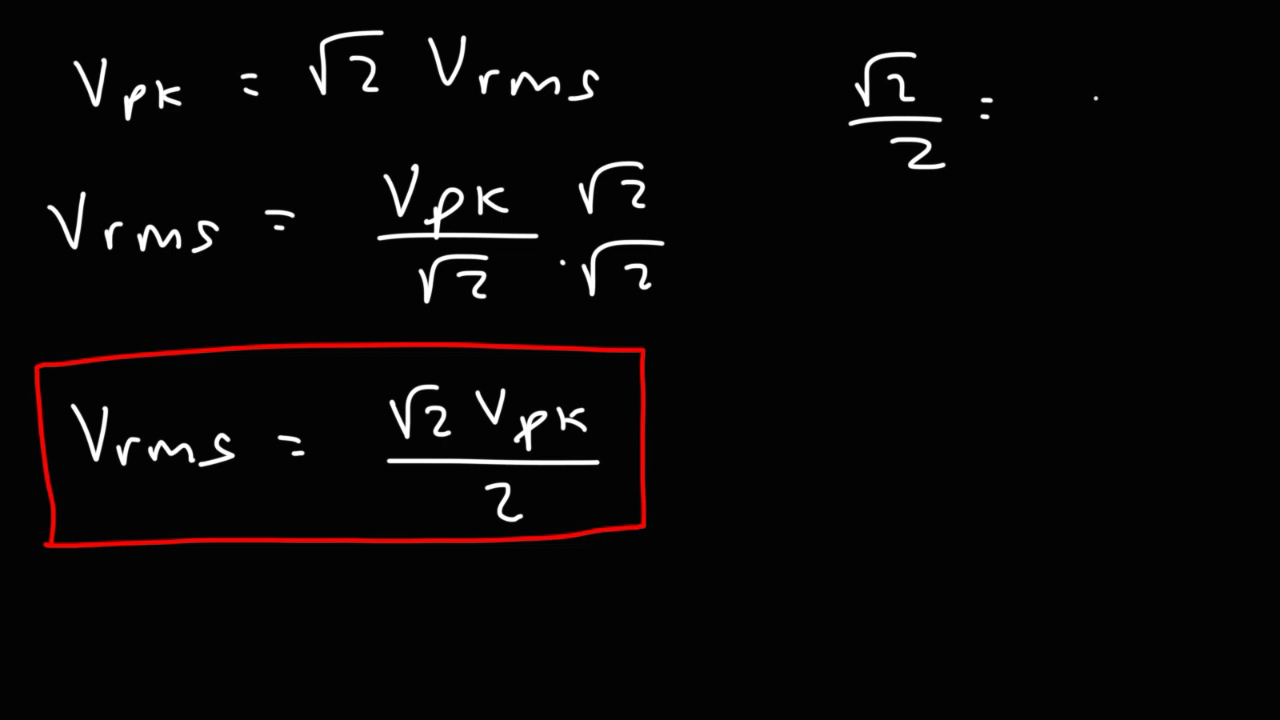 Vpk = √2 Vrms
Vrms = Vpk/√2 · √2/√2
Vrms = √2 Vpk/2
√2/2 =